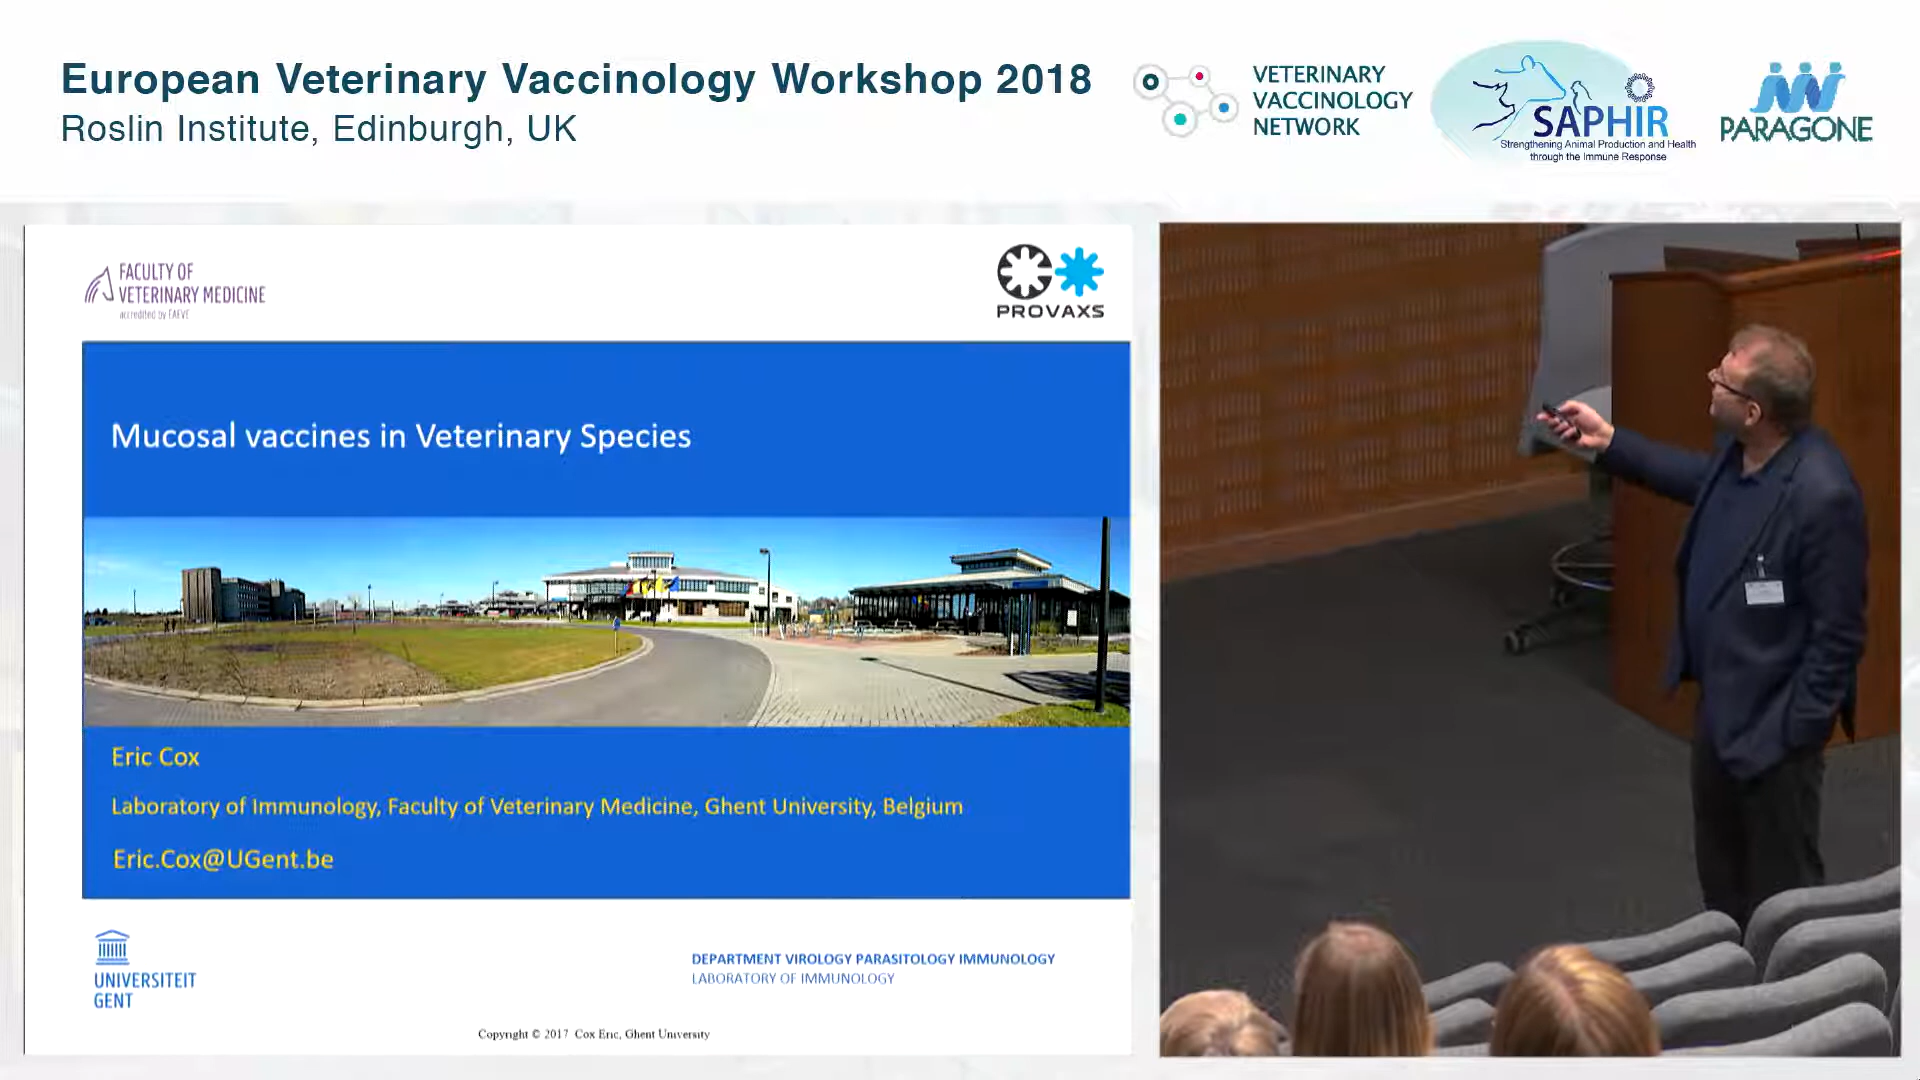 European Veterinary Vaccinology Workshop 2018
Roslin Institute, Edinburgh, UK
VETERINARY
VACCINOLOGY
NETWORK
SAPHIR
Strengthening Animal Production and Health
through the Immune Response
PARAGONE
FACULTY OF
VETERINARY MEDICINE
accredited by EAEVE
PROVAXS
Mucosal vaccines in Veterinary Species
Eric Cox
Laboratory of Immunology, Faculty of Veterinary Medicine, Ghent University, Belgium
Eric.Cox@UGent.be
UNIVERSITEIT
GENT
DEPARTMENT VIROLOGY PARASITOLOGY IMMUNOLOGY
LABORATORY OF IMMUNOLOGY
Copyright © 2017 Cox Eric, Ghent University